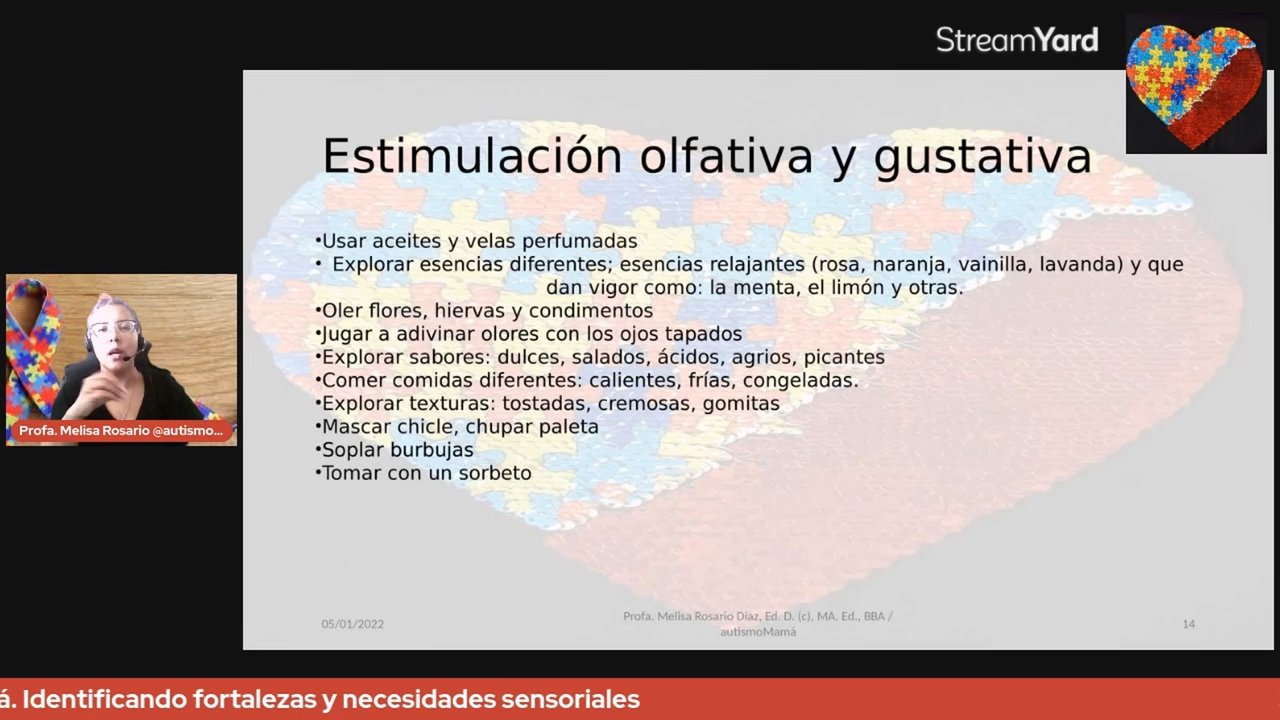 StreamYard
Estimulación olfativa y gustativa
•Usar aceites y velas perfumadas
• Explorar esencias diferentes; esencias relajantes (rosa, naranja, vainilla, lavanda) y que
dan vigor como: la menta, el limón y otras.
•Oler flores, hiervas y condimentos
•Jugar a adivinar olores con los ojos tapados
•Explorar sabores: dulces, salados, ácidos, agrios, picantes
•Comer comidas diferentes: calientes, frías, congeladas.
•Explorar texturas: tostadas, cremosas, gomitas
•Mascar chicle, chupar paleta
•Soplar burbujas
•Tomar con un sorbeto
Profa. Melisa Rosario @autismo...
05/01/2022
Profa. Melisa Rosario Díaz, Ed. D. (c), MA. Ed., BBA /
autismoMamá
14
á. Identificando fortalezas y necesidades sensoriales